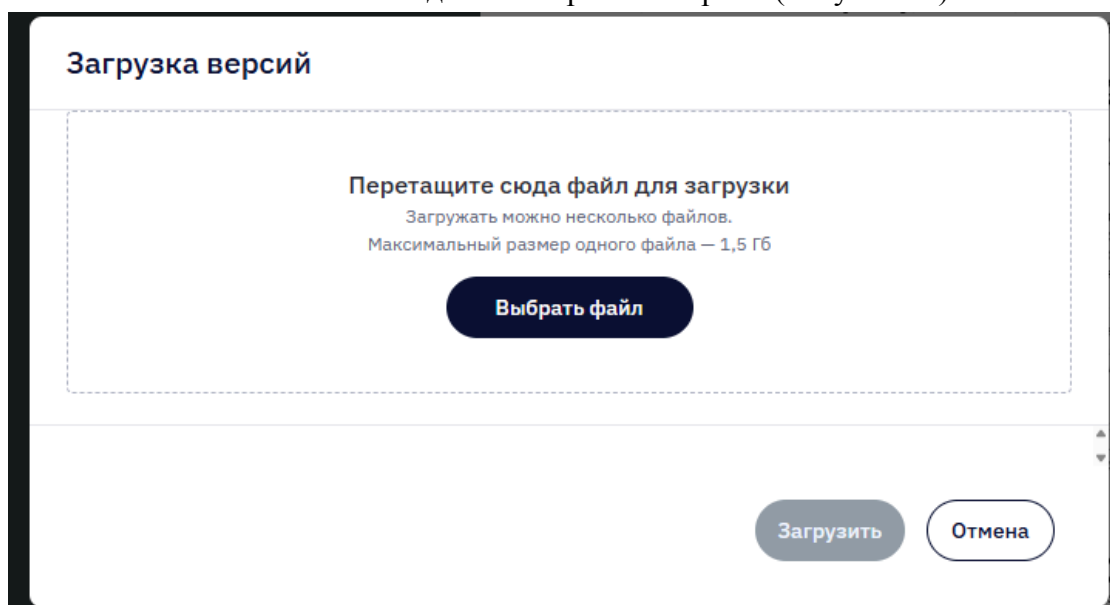 Загрузка версий
Перетащите сюда файл для загрузки
Загружать можно несколько файлов.
Максимальный размер одного файла — 1,5 Гб
Выбрать файл
Загрузить
Отмена